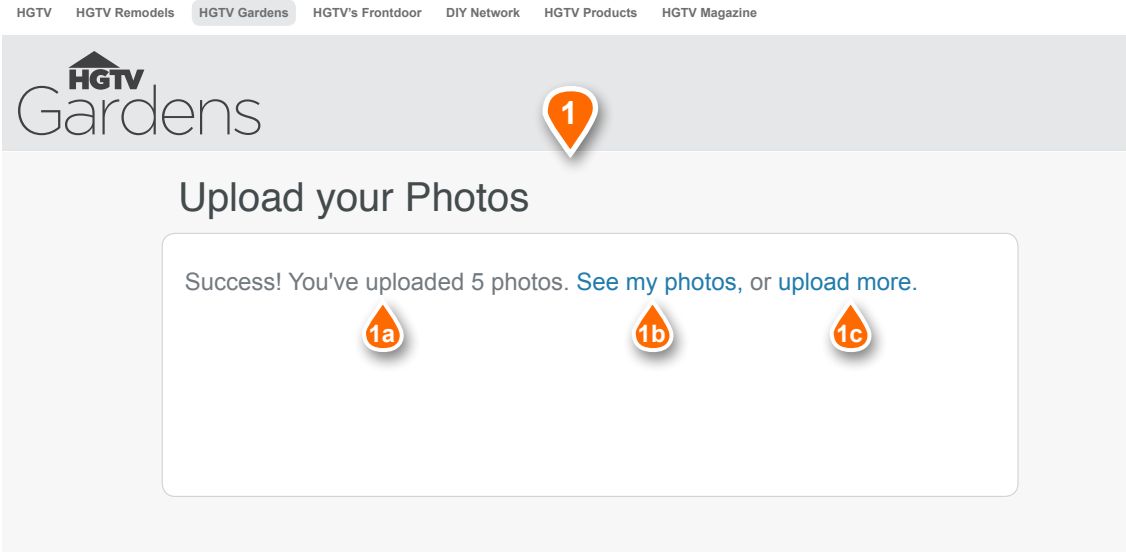 HGTV HGTV Remodels HGTV Gardens HGTV's Frontdoor DIY Network HGTV Products HGTV Magazine
HGTV
Gardens
1
Upload your Photos
Success! You've uploaded 5 photos. See my photos, or upload more.
1a 1b 1c